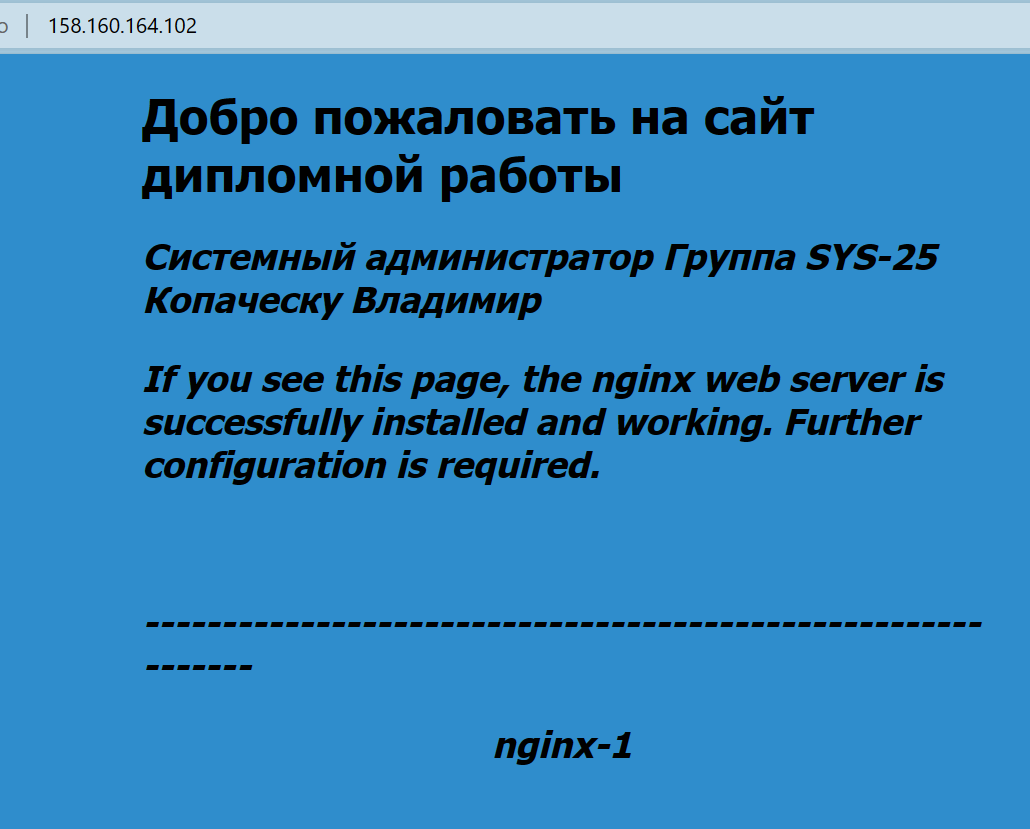 158.160.164.102
Добро пожаловать на сайт
дипломной работы
Системный администратор Группа SYS-25
Копаческу Владимир
If you see this page, the nginx web server is
successfully installed and working. Further
configuration is required.
------------------------------------------------------
-------
nginx-1